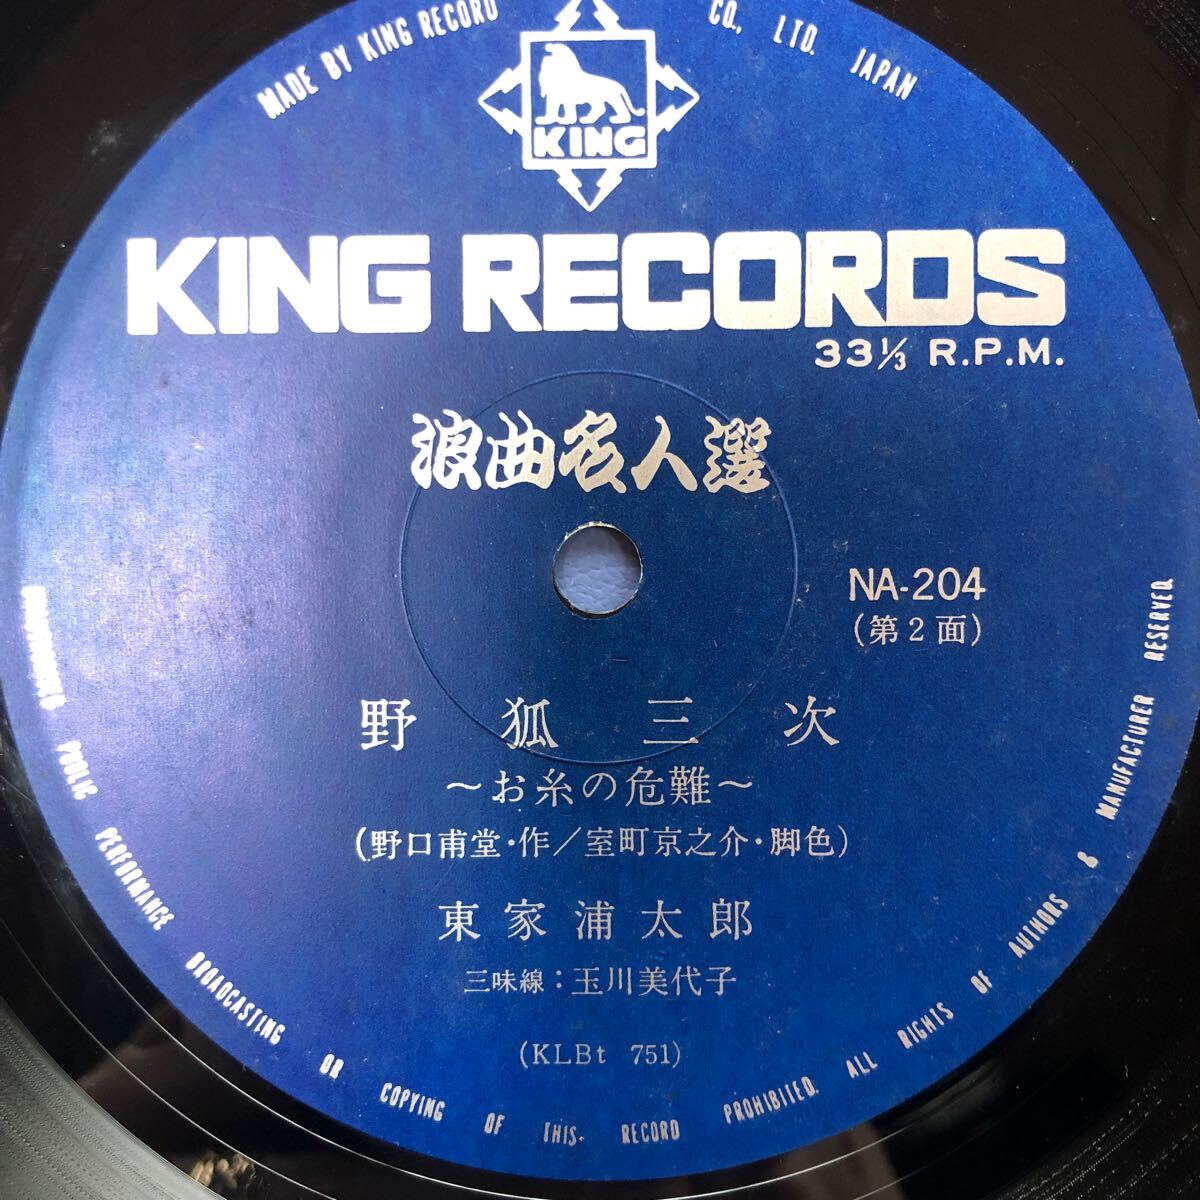 MADE BY KING RECORD CO., LTD. JAPAN
KING
KING RECORDS
33⅓ R.P.M.
浪曲名人選
NA-204
(第2面)
野狐三次
～お糸の危難～
(野口甫堂・作／室町京之介・脚色)
東家浦太郎
三味線：玉川美代子
(KLBt 751)
PUBLIC PERFORMANCE BROADCASTING OR COPYING OF THIS RECORD PROHIBITED. ALL RIGHTS OF AUTHORS & MANUFACTURER RESERVED.